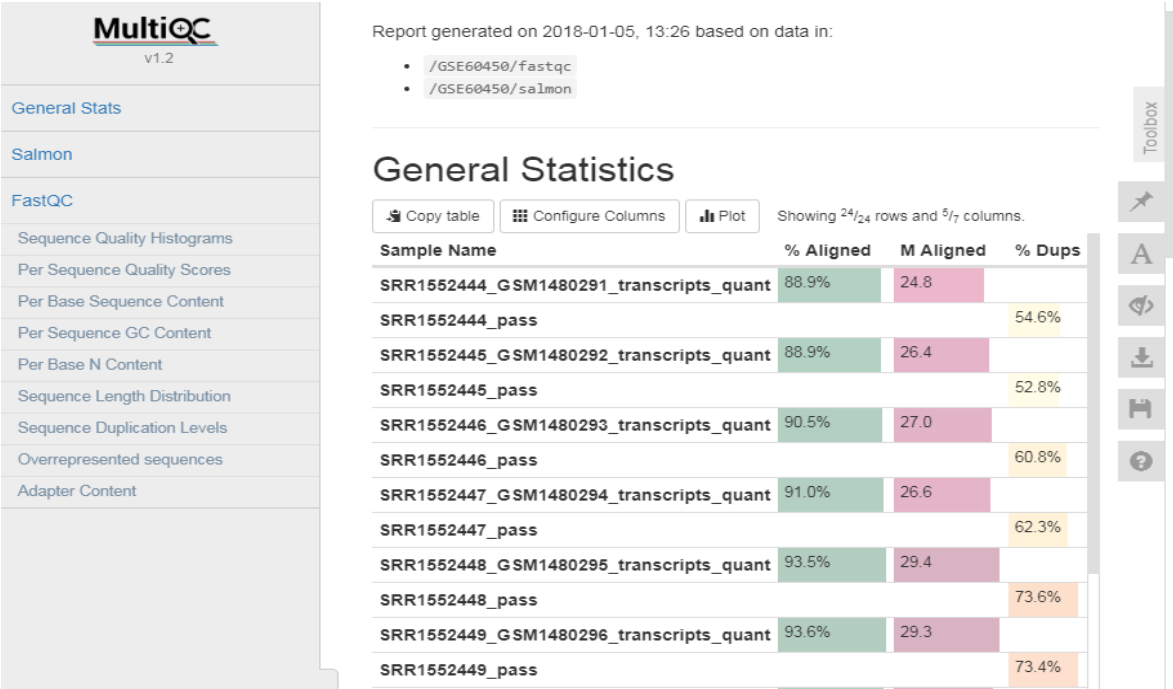 MultiQC
v1.2
General Stats
Salmon
FastQC
Sequence Quality Histograms
Per Sequence Quality Scores
Per Base Sequence Content
Per Sequence GC Content
Per Base N Content
Sequence Length Distribution
Sequence Duplication Levels
Overrepresented sequences
Adapter Content
Report generated on 2018-01-05, 13:26 based on data in:
• /GSE60450/fastqc
• /GSE60450/salmon
General Statistics
Copy table Configure Columns Plot Showing 24/24 rows and 5/7 columns.
Sample Name % Aligned M Aligned % Dups
SRR1552444_GSM1480291_transcripts_quant 88.9% 24.8
SRR1552444_pass 54.6%
SRR1552445_GSM1480292_transcripts_quant 88.9% 26.4
SRR1552445_pass 52.8%
SRR1552446_GSM1480293_transcripts_quant 90.5% 27.0
SRR1552446_pass 60.8%
SRR1552447_GSM1480294_transcripts_quant 91.0% 26.6
SRR1552447_pass 62.3%
SRR1552448_GSM1480295_transcripts_quant 93.5% 29.4
SRR1552448_pass 73.6%
SRR1552449_GSM1480296_transcripts_quant 93.6% 29.3
SRR1552449_pass 73.4%
Toolbox
A